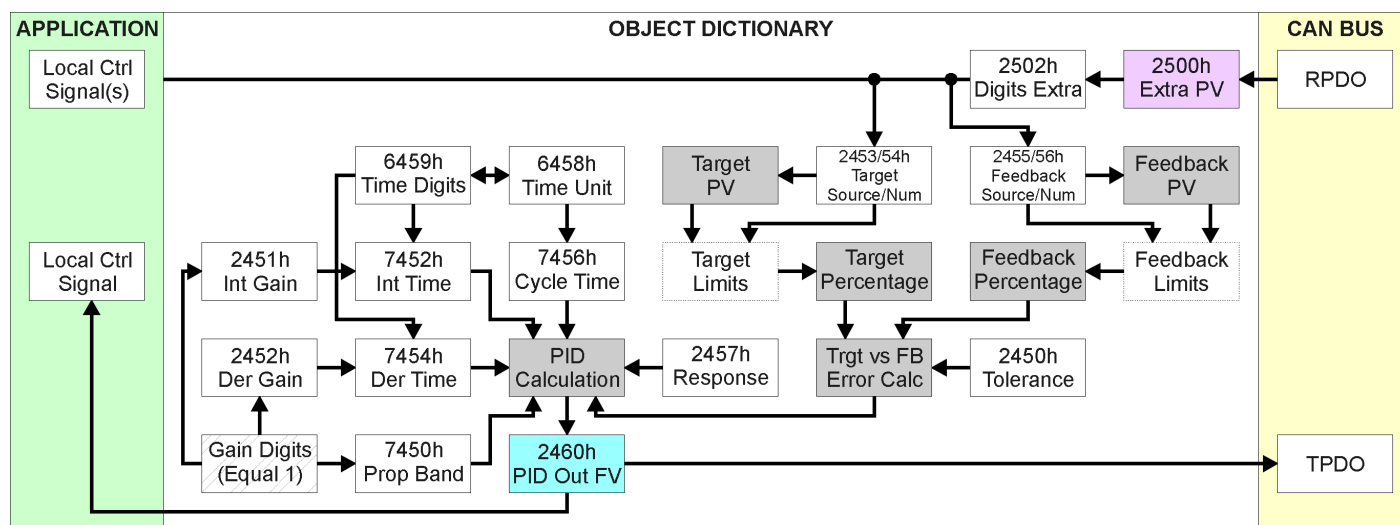 APPLICATION
OBJECT DICTIONARY
CAN BUS
Local Ctrl
Signal(s)
2502h
Digits Extra
2500h
Extra PV
RPDO
6459h
Time Digits
6458h
Time Unit
Target
PV
2453/54h
Target
Source/Num
2455/56h
Feedback
Source/Num
Feedback
PV
Local Ctrl
Signal
2451h
Int Gain
7452h
Int Time
7456h
Cycle Time
Target
Limits
Target
Percentage
Feedback
Percentage
Feedback
Limits
2452h
Der Gain
7454h
Der Time
PID
Calculation
2457h
Response
Trgt vs FB
Error Calc
2450h
Tolerance
Gain Digits
(Equal 1)
7450h
Prop Band
2460h
PID Out FV
TPDO